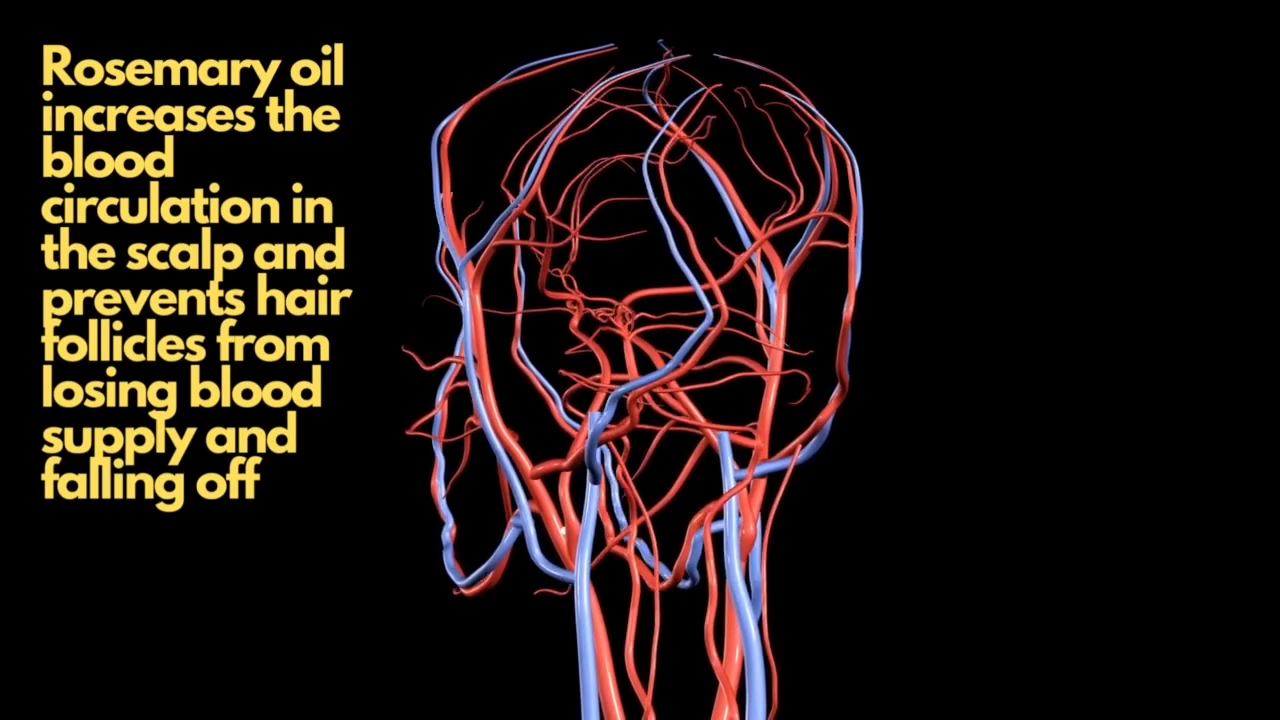 Rosemary oil
increases the
blood
circulation in
the scalp and
prevents hair
follicles from
losing blood
supply and
falling off